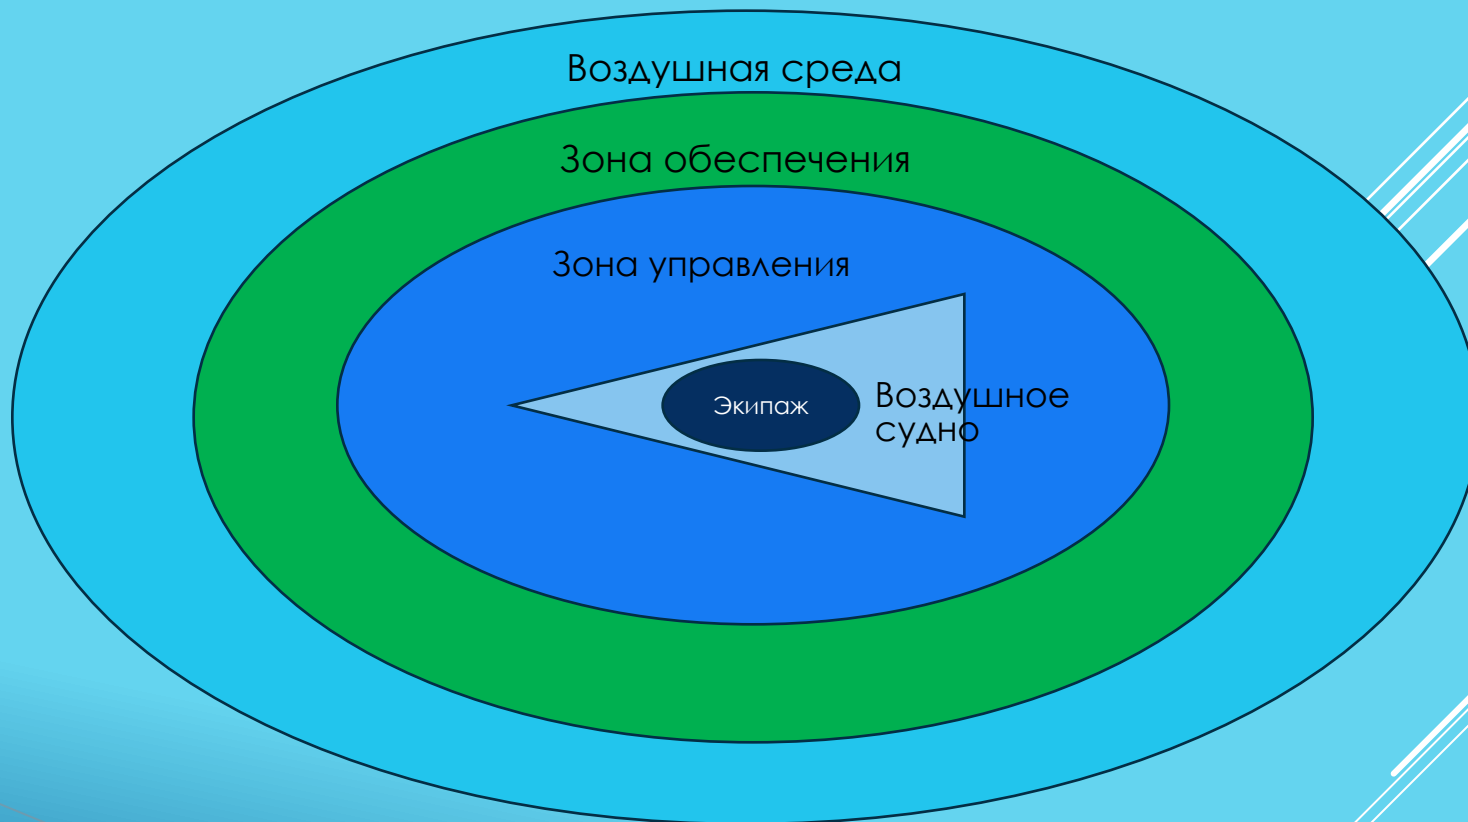 Воздушная среда
Зона обеспечения
Зона управления
Экипаж
Воздушное
судно